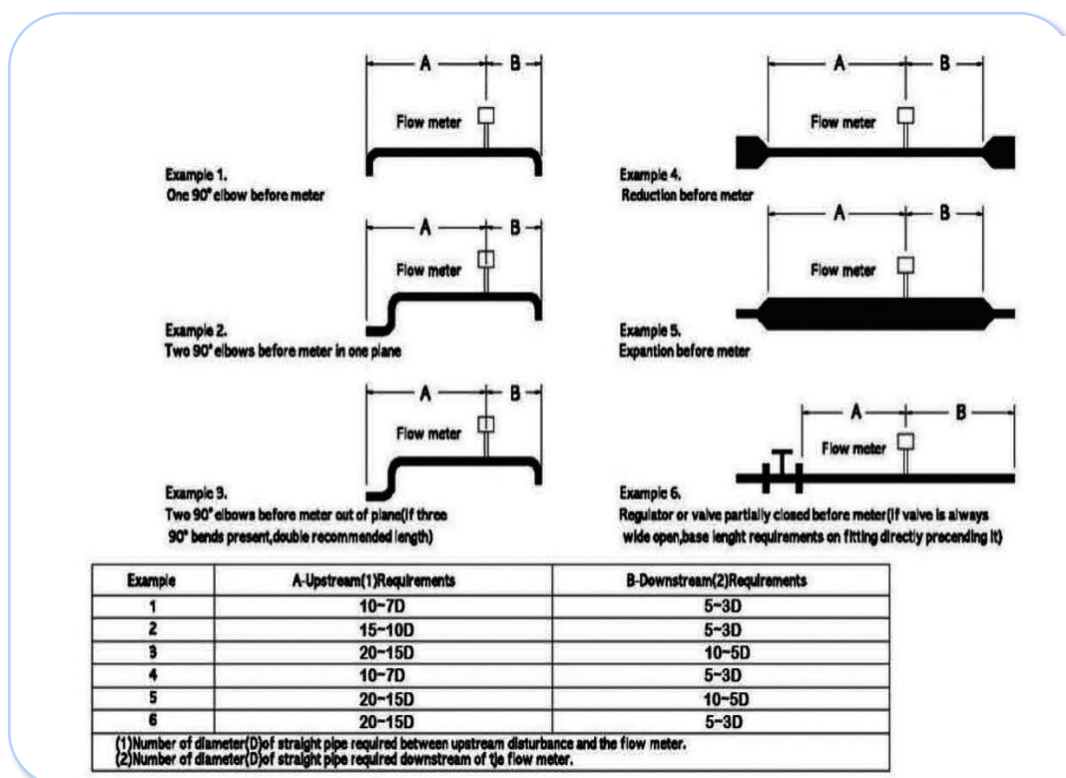 A B
Flow meter
Example 1.
One 90° elbow before meter
A B
Flow meter
Example 2.
Two 90° elbows before meter in one plane
A B
Flow meter
Example 3.
Two 90° elbows before meter out of plane(if three
90° bends present,double recommended length)
A B
Flow meter
Example 4.
Reduction before meter
A B
Flow meter
Example 5.
Expantion before meter
A B
Flow meter
Example 6.
Regulator or valve partially closed before meter(if valve is always
wide open,base lenght requirements on fitting directly precending it)
Example A-Upstream(1)Requirements B-Downstream(2)Requirements
1 10~7D 5~3D
2 15~10D 5~3D
3 20~15D 10~5D
4 10~7D 5~3D
5 20~15D 10~5D
6 20~15D 5~3D
(1)Number of diameter(D)of straight pipe required between upstream disturbance and the flow meter.
(2)Number of diameter(D)of straight pipe required downstream of tje flow meter.